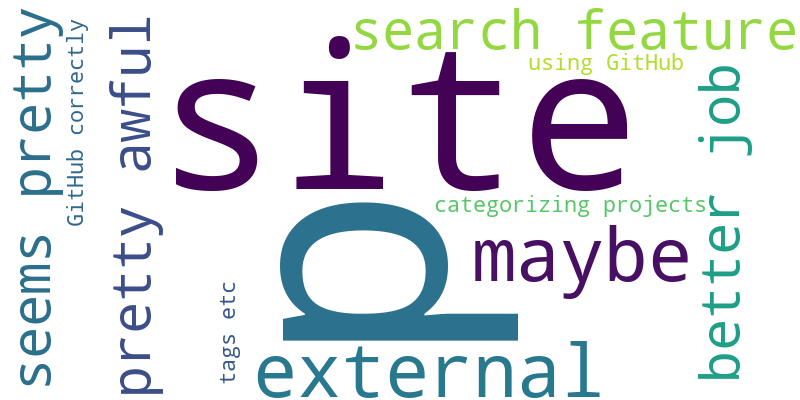 site
p
search feature
using GitHub
seems pretty
GitHub correctly
pretty awful
better job
categorizing projects
maybe
tags etc
external